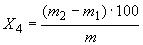 X₄ = (m₂ − m₁) · 100 / m